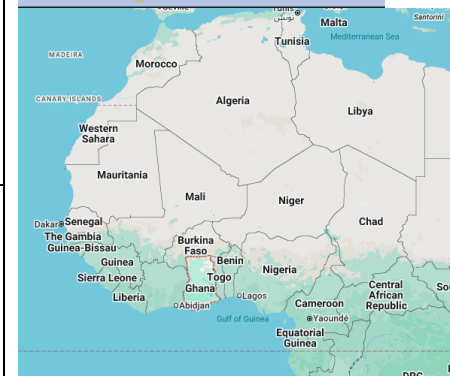 Tunis
تونس
Malta
Santorini
Mediterranean Sea
Tunisia
MADEIRA
Morocco
CANARY ISLANDS
Algeria
Libya
Western
Sahara
Mauritania
Mali
Niger
Chad
Dakar
Senegal
The Gambia
Guinea-Bissau
Burkina
Faso
Guinea
Benin
Nigeria
Togo
Sierra Leone
Ghana
Liberia
Abidjan
Lagos
Gulf of Guinea
Cameroon
Yaoundé
Central
African
Republic
Equatorial
Guinea